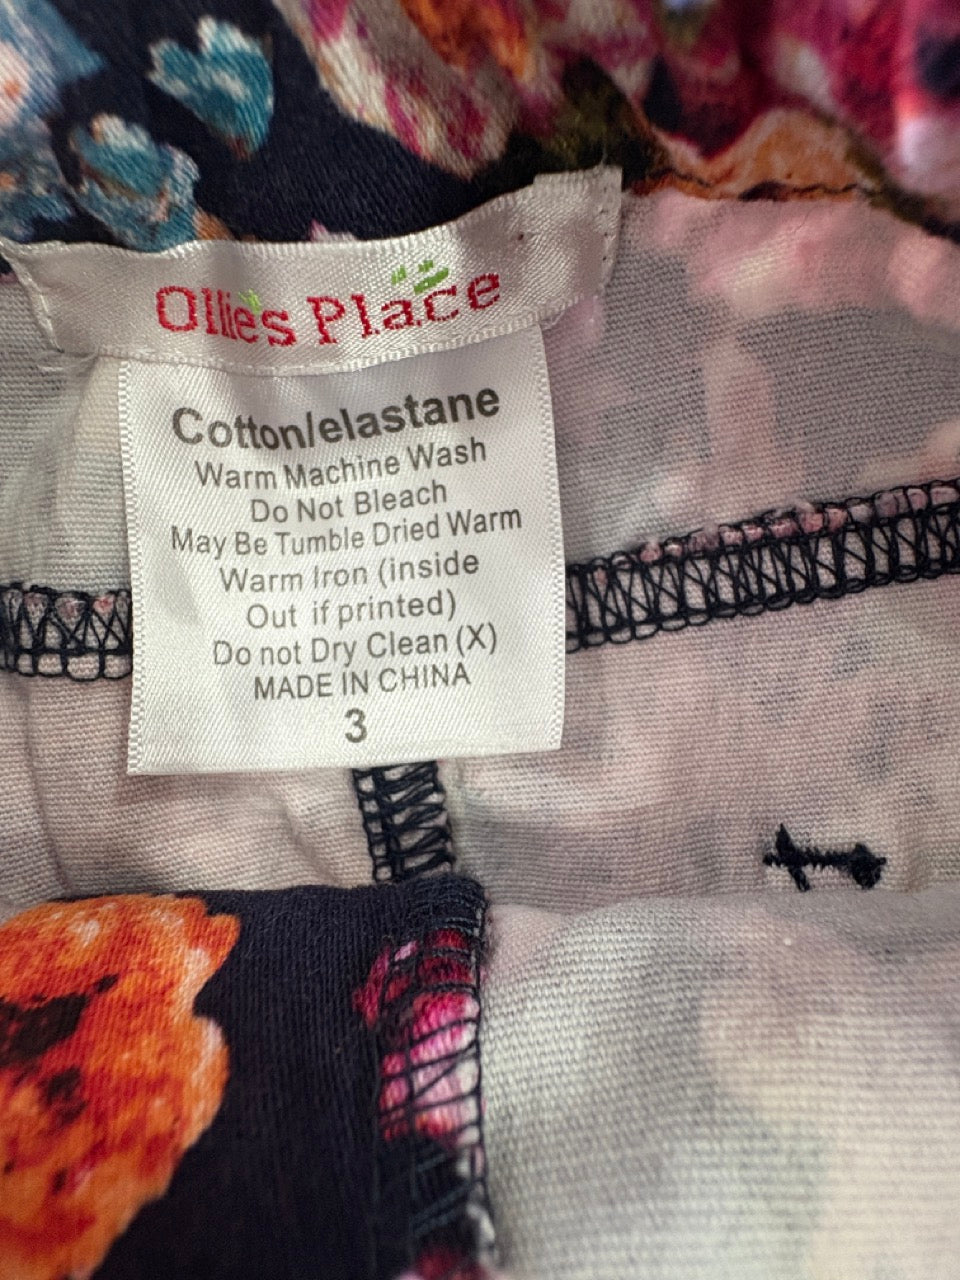 Ollie's Place
Cotton/elastane
Warm Machine Wash
Do Not Bleach
May Be Tumble Dried Warm
Warm Iron (inside
Out if printed)
Do not Dry Clean (X)
MADE IN CHINA
3